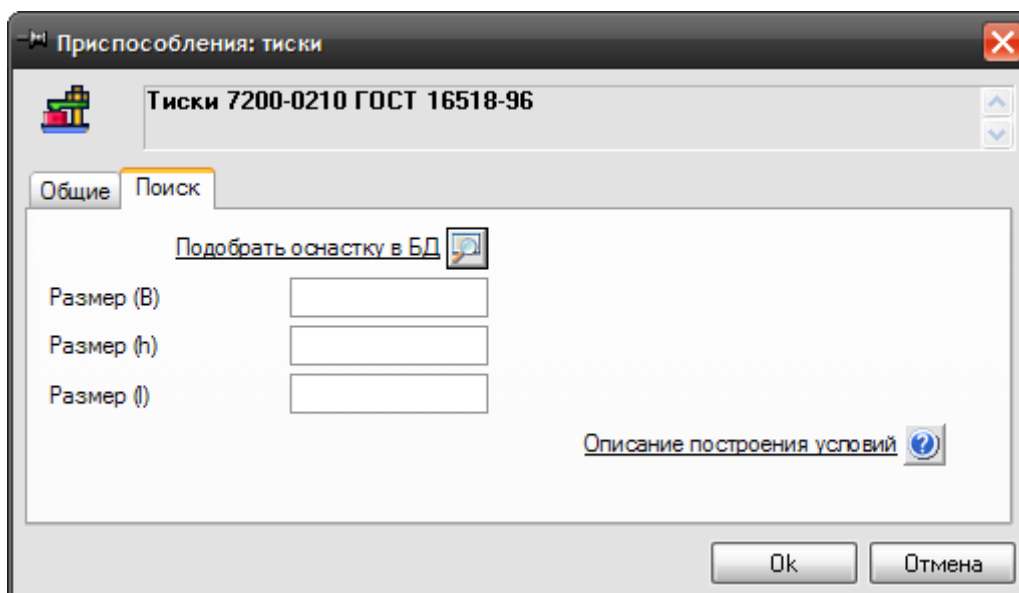 Приспособления: тиски
Тиски 7200-0210 ГОСТ 16518-96
Общие Поиск
Подобрать оснастку в БД
Размер (B)
Размер (h)
Размер (l)
Описание построения условий
Ok Отмена